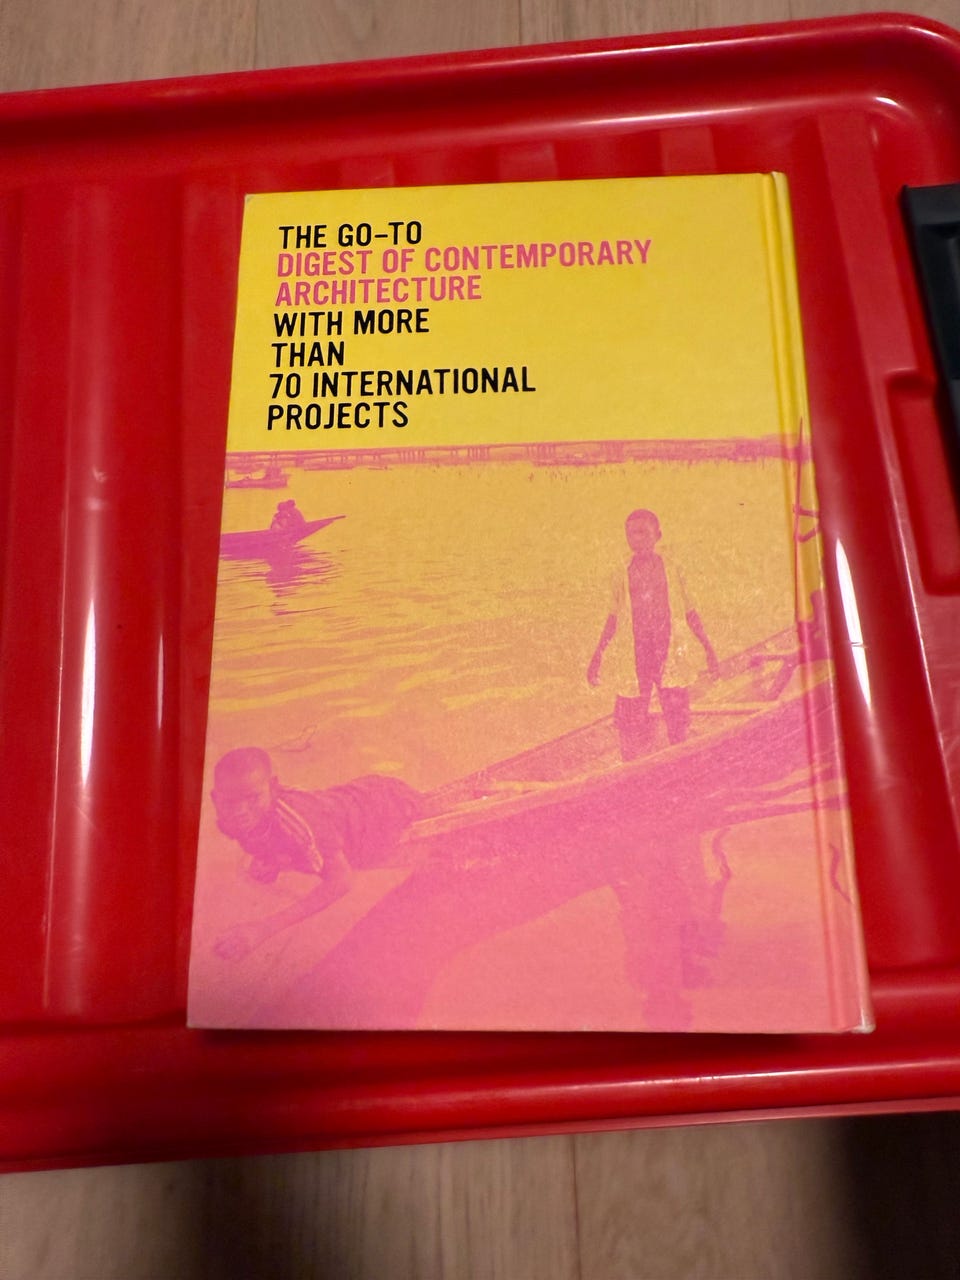 THE GO-TO
DIGEST OF CONTEMPORARY
ARCHITECTURE
WITH MORE
THAN
70 INTERNATIONAL
PROJECTS